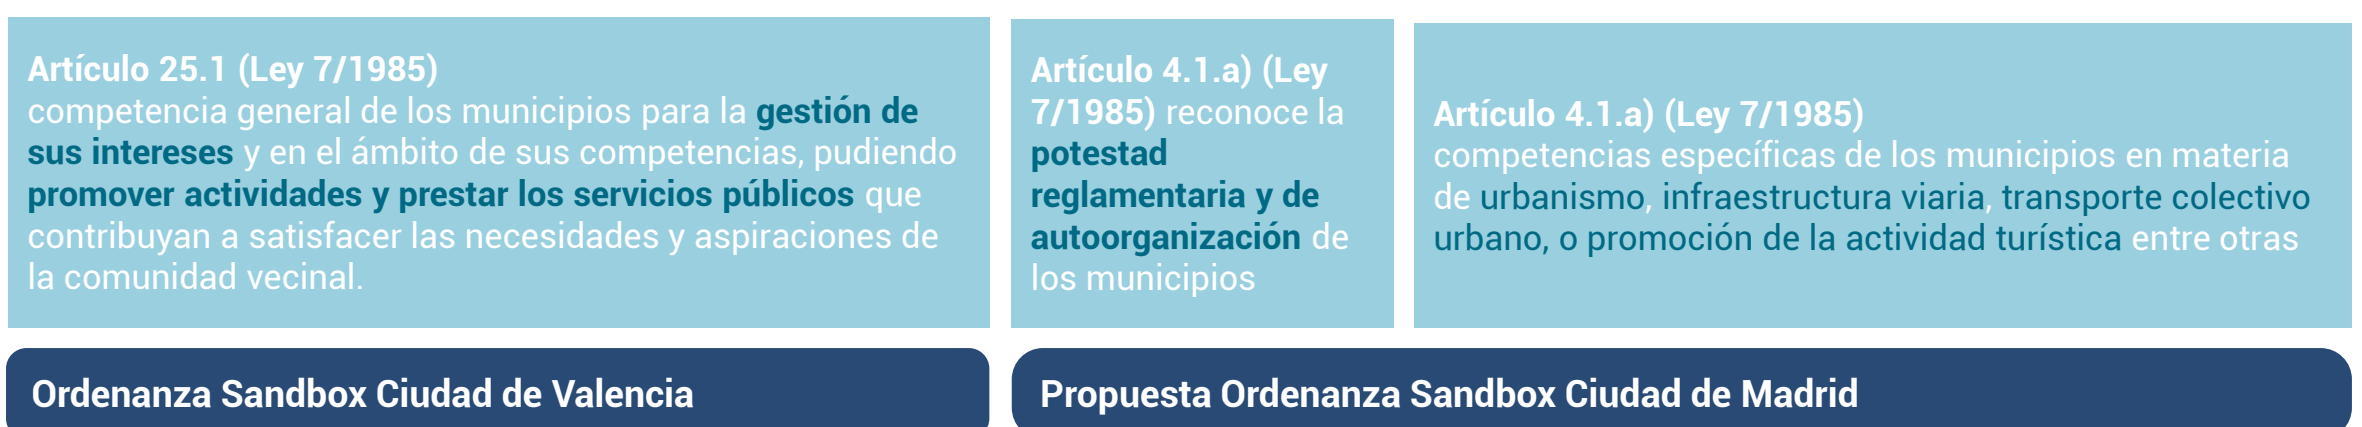 Artículo 25.1 (Ley 7/1985)
competencia general de los municipios para la gestión de
sus intereses y en el ámbito de sus competencias, pudiendo
promover actividades y prestar los servicios públicos que
contribuyan a satisfacer las necesidades y aspiraciones de
la comunidad vecinal.
Artículo 4.1.a) (Ley
7/1985) reconoce la
potestad
reglamentaria y de
autoorganización de
los municipios
Artículo 4.1.a) (Ley 7/1985)
competencias específicas de los municipios en materia
de urbanismo, infraestructura viaria, transporte colectivo
urbano, o promoción de la actividad turística entre otras
Ordenanza Sandbox Ciudad de Valencia
Propuesta Ordenanza Sandbox Ciudad de Madrid